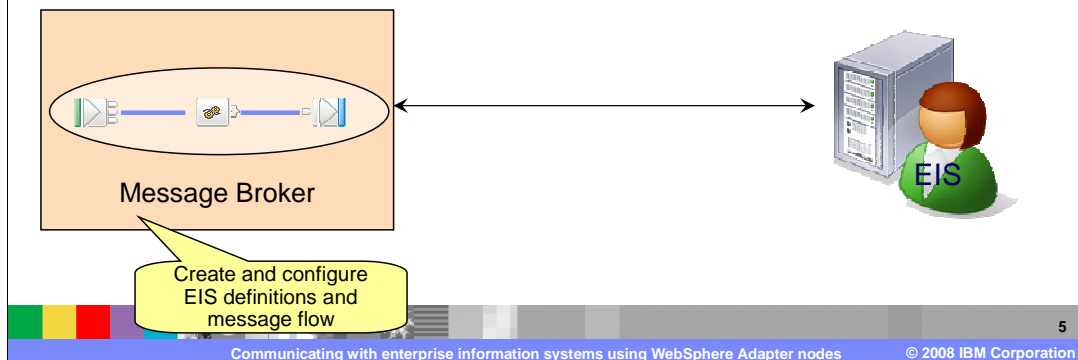 EIS
Message Broker
Create and configure
EIS definitions and
message flow
5
Communicating with enterprise information systems using WebSphere Adapter nodes
© 2008 IBM Corporation